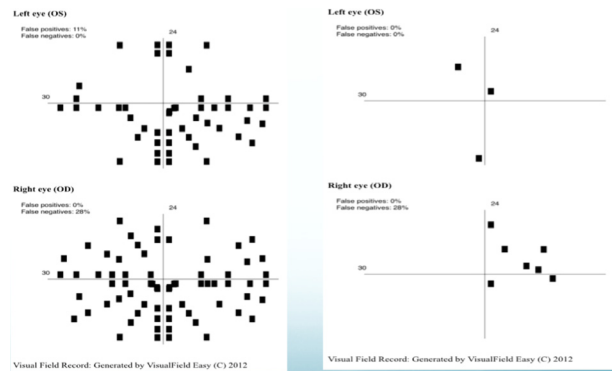 Left eye (OS)
False positives: 11%
False negatives: 0%
24
30
Right eye (OD)
False positives: 0%
False negatives: 28%
24
30
Visual Field Record: Generated by VisualField Easy (C) 2012
Left eye (OS)
False positives: 0%
False negatives: 0%
24
30
Right eye (OD)
False positives: 0%
False negatives: 28%
24
30
Visual Field Record: Generated by VisualField Easy (C) 2012